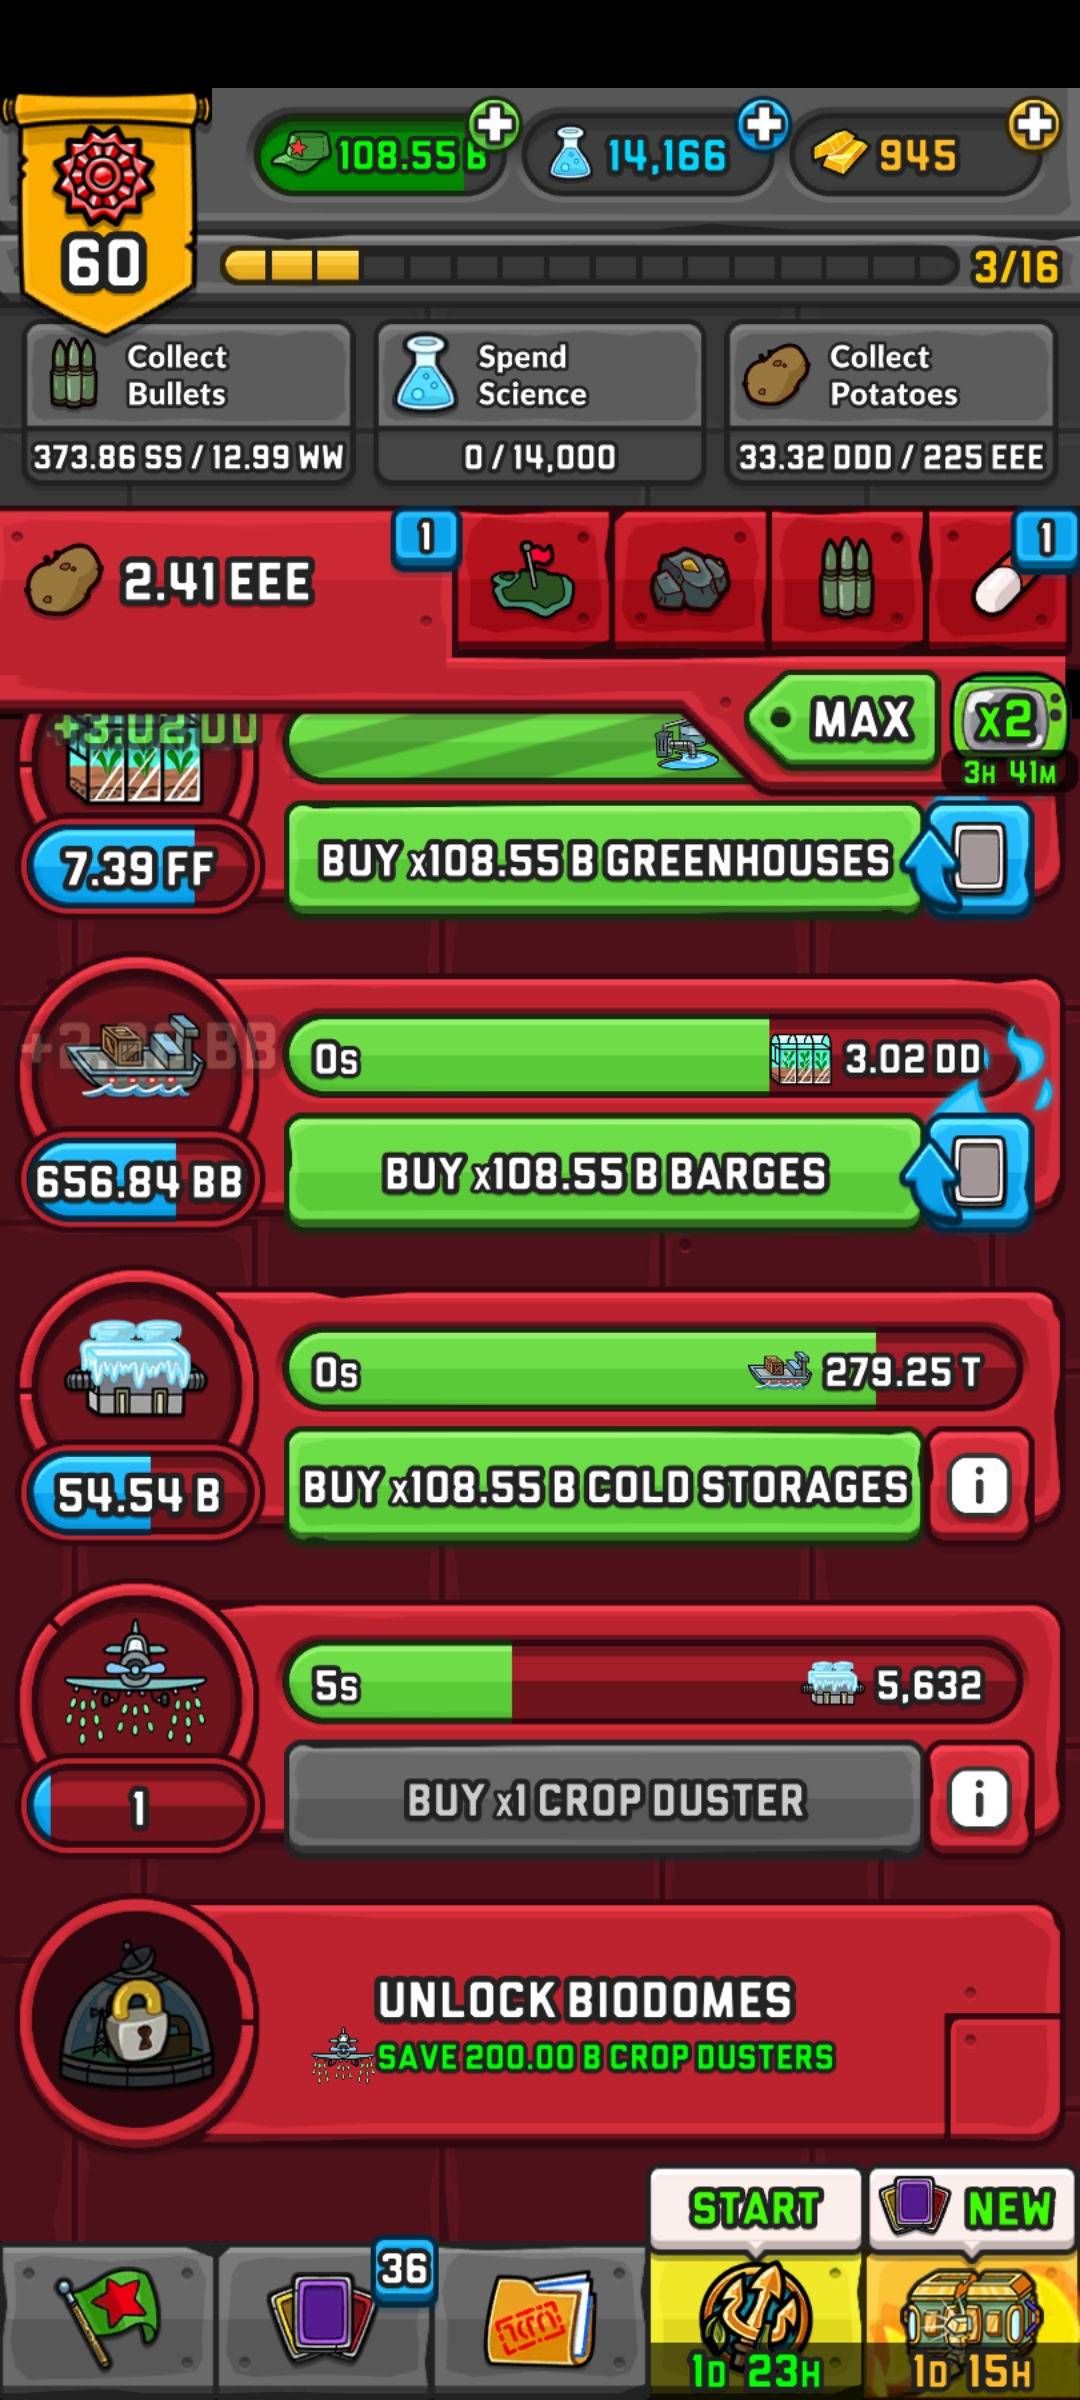 108.55 B
14,166
945
60
3/16
Collect
Bullets
Spend
Science
Collect
Potatoes
373.86 SS / 12.99 WW
0 / 14,000
33.32 DDD / 225 EEE
2.41 EEE
1
1
MAX
x2
3H 41M
+3.02 DD
7.39 FF
BUY x108.55 B GREENHOUSES
0s
3.02 DD
656.84 BB
BUY x108.55 B BARGES
0s
279.25 T
54.54 B
BUY x108.55 B COLD STORAGES
i
5s
5,632
1
BUY x1 CROP DUSTER
i
UNLOCK BIODOMES
SAVE 200.00 B CROP DUSTERS
START
NEW
36
1D 23H
1D 15H